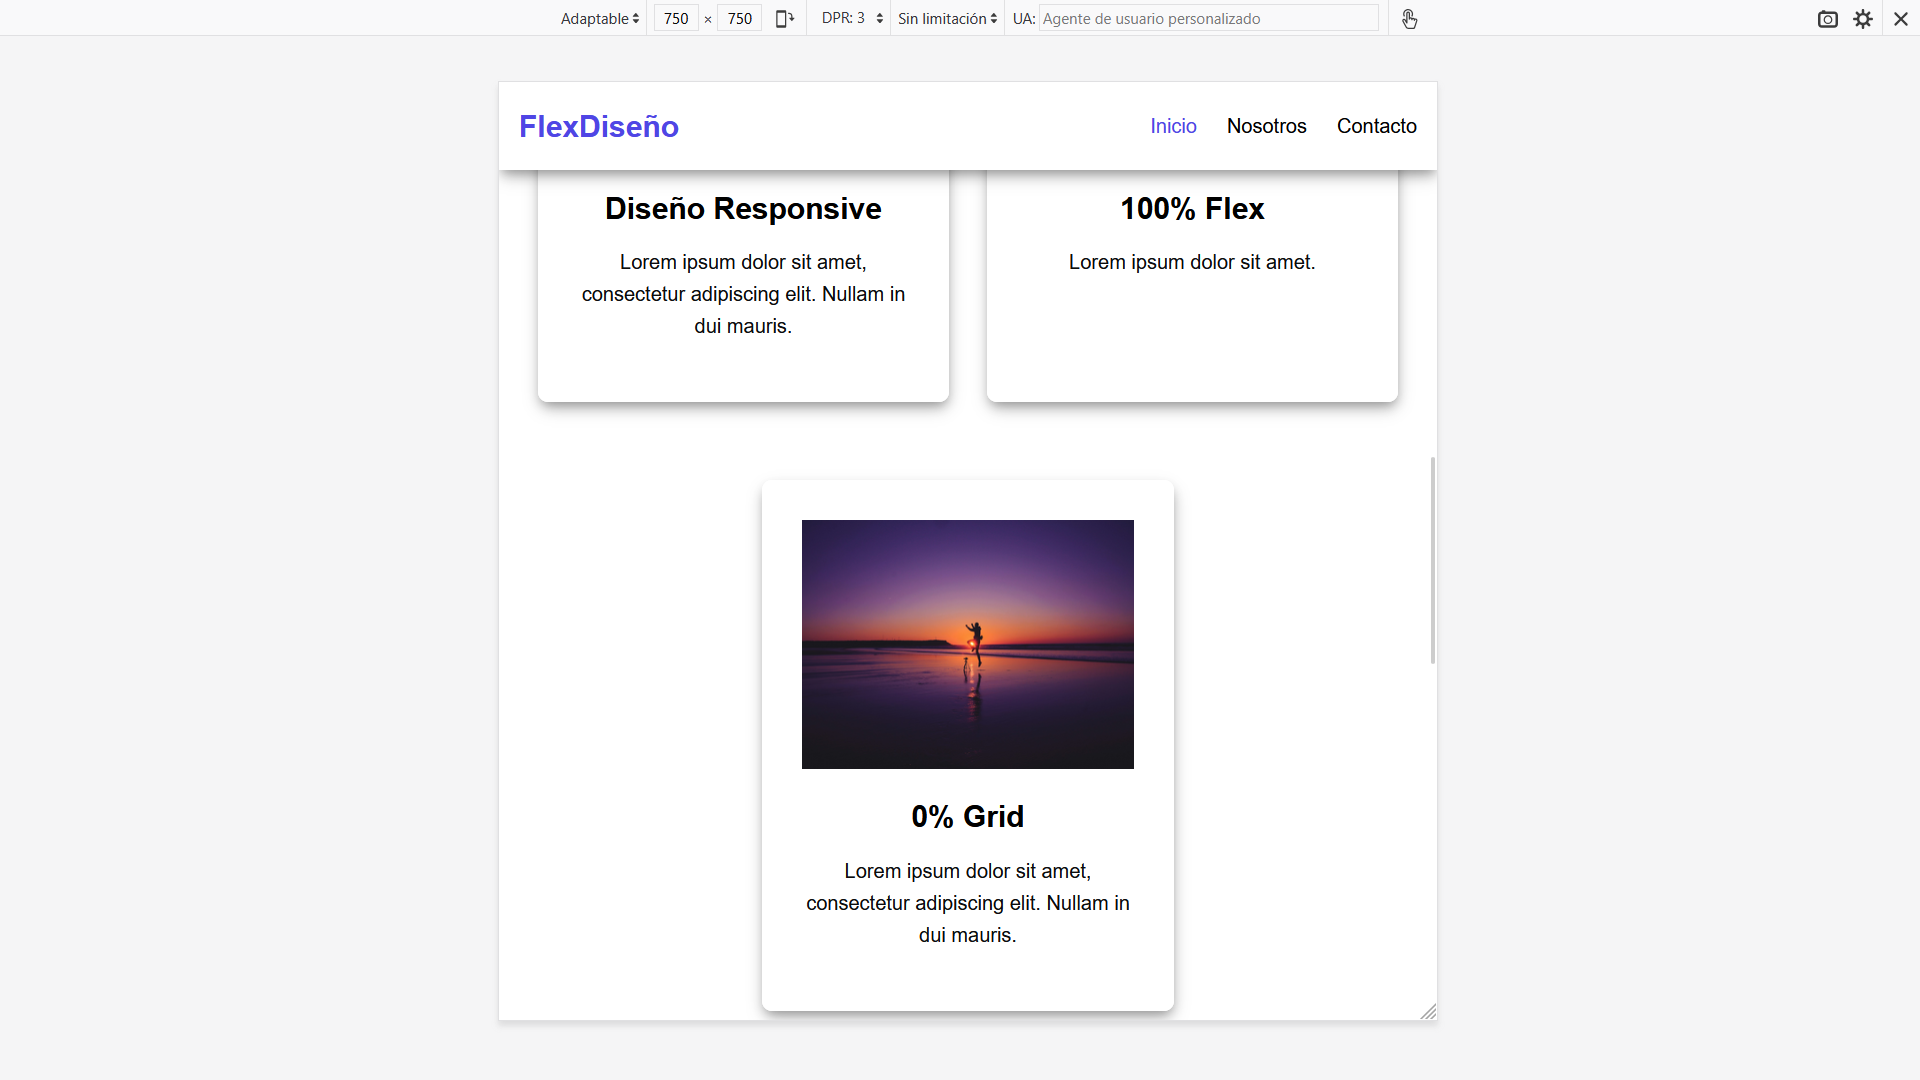 Adaptable 750 × 750 DPR: 3 Sin limitación UA: Agente de usuario personalizado
FlexDiseño Inicio Nosotros Contacto
Diseño Responsive
Lorem ipsum dolor sit amet,
consectetur adipiscing elit. Nullam in
dui mauris.
100% Flex
Lorem ipsum dolor sit amet.
0% Grid
Lorem ipsum dolor sit amet,
consectetur adipiscing elit. Nullam in
dui mauris.